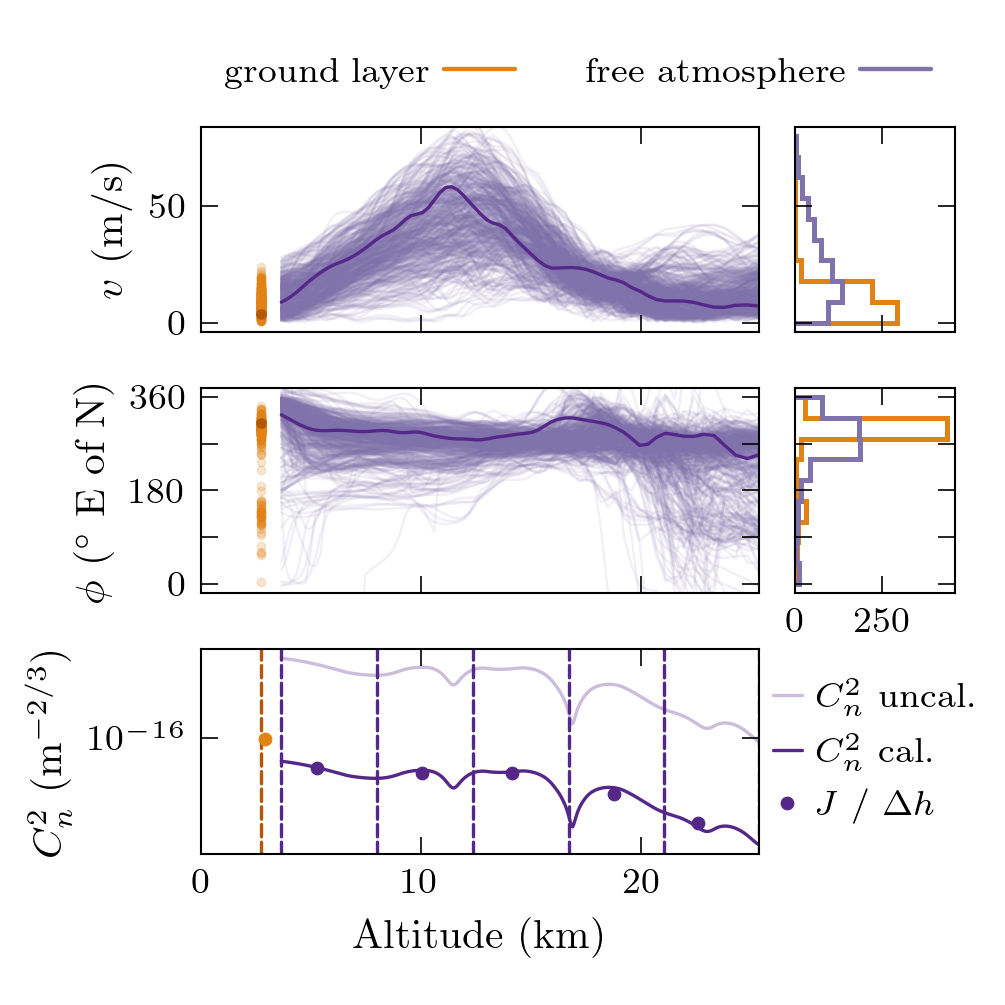 ground layer
free atmosphere
v (m/s)
50
0
ϕ (° E of N)
360
180
0
0
250
C_n^2 (m^{−2/3})
10^{−16}
C_n^2 uncal.
C_n^2 cal.
J / Δh
0
10
20
Altitude (km)